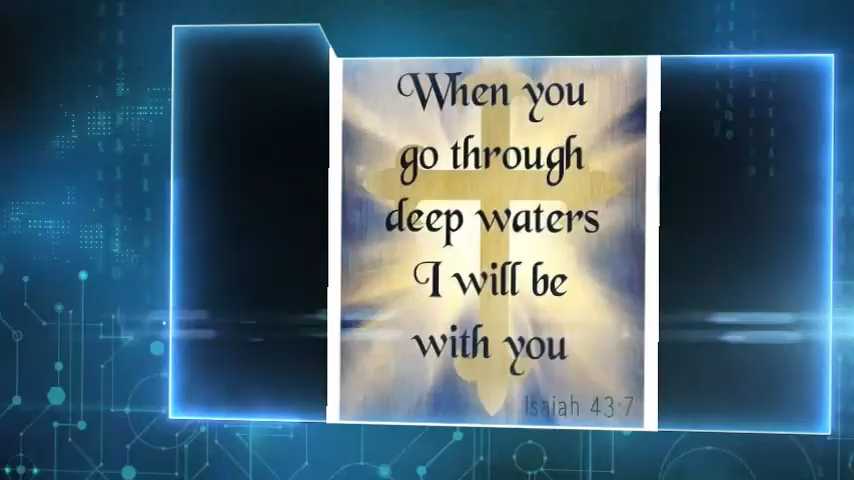 When you
go through
deep waters
I will be
with you
Isaiah 43:7